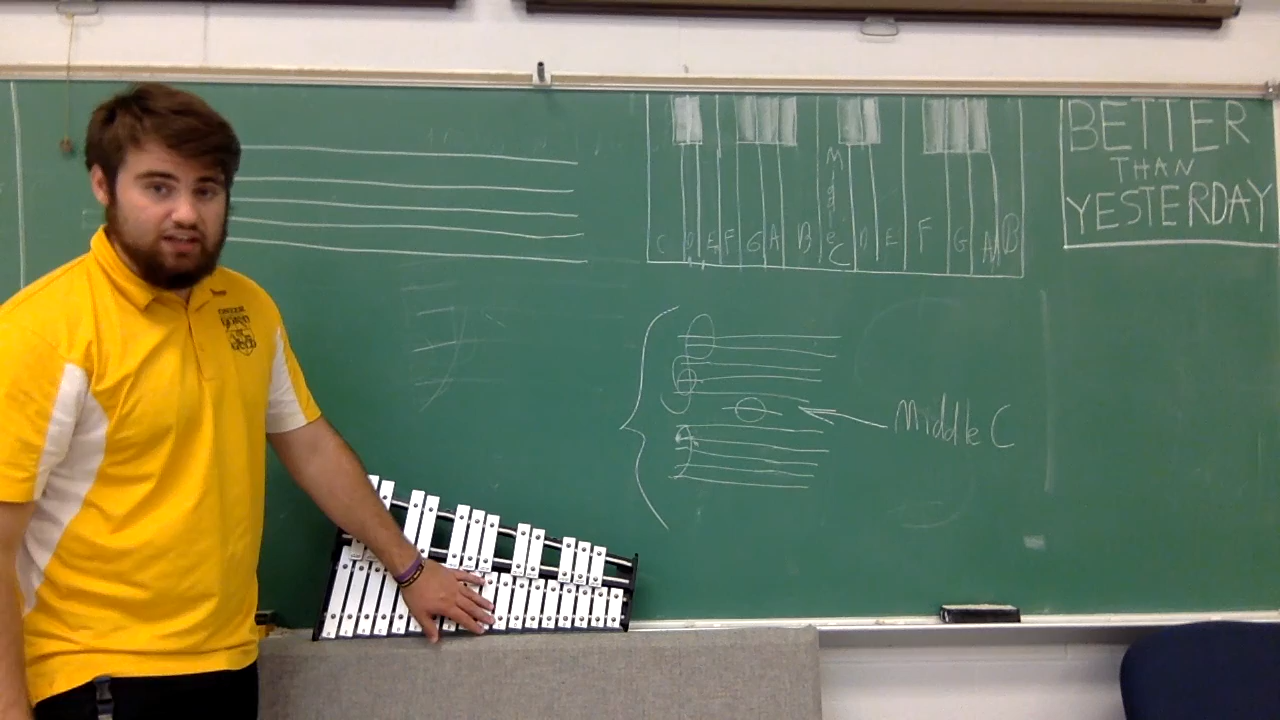 BETTER
THAN
YESTERDAY
C D E F G A B Middle C D E F G A B
Middle C